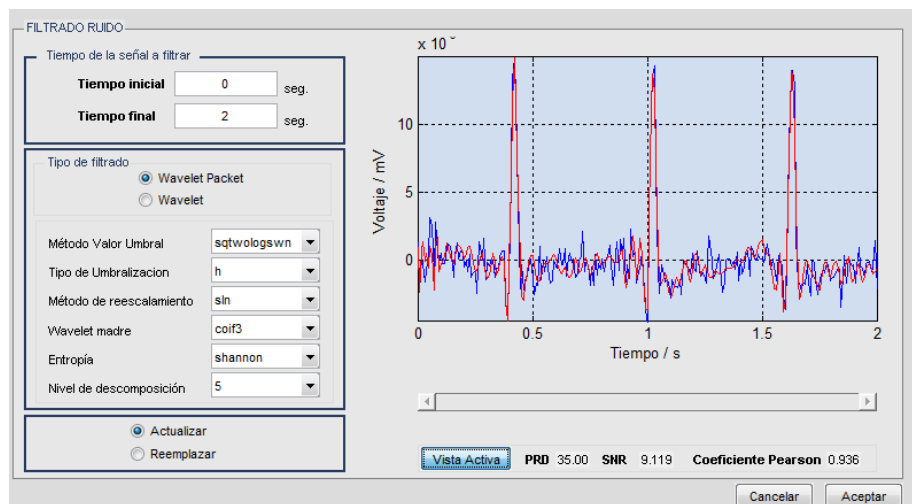 FILTRADO RUIDO
Tiempo de la señal a filtrar
Tiempo inicial 0 seg.
Tiempo final 2 seg.
Tipo de filtrado
Wavelet Packet
Wavelet
Método Valor Umbral sqtwologswn
Tipo de Umbralizacion h
Método de reescalamiento sln
Wavelet madre coif3
Entropía shannon
Nivel de descomposición 5
Actualizar
Reemplazar
x 10
10
5
0
Voltaje / mV
0 0.5 1 1.5 2
Tiempo / s
Vista Activa PRD 35.00 SNR 9.119 Coeficiente Pearson 0.936
Cancelar Aceptar